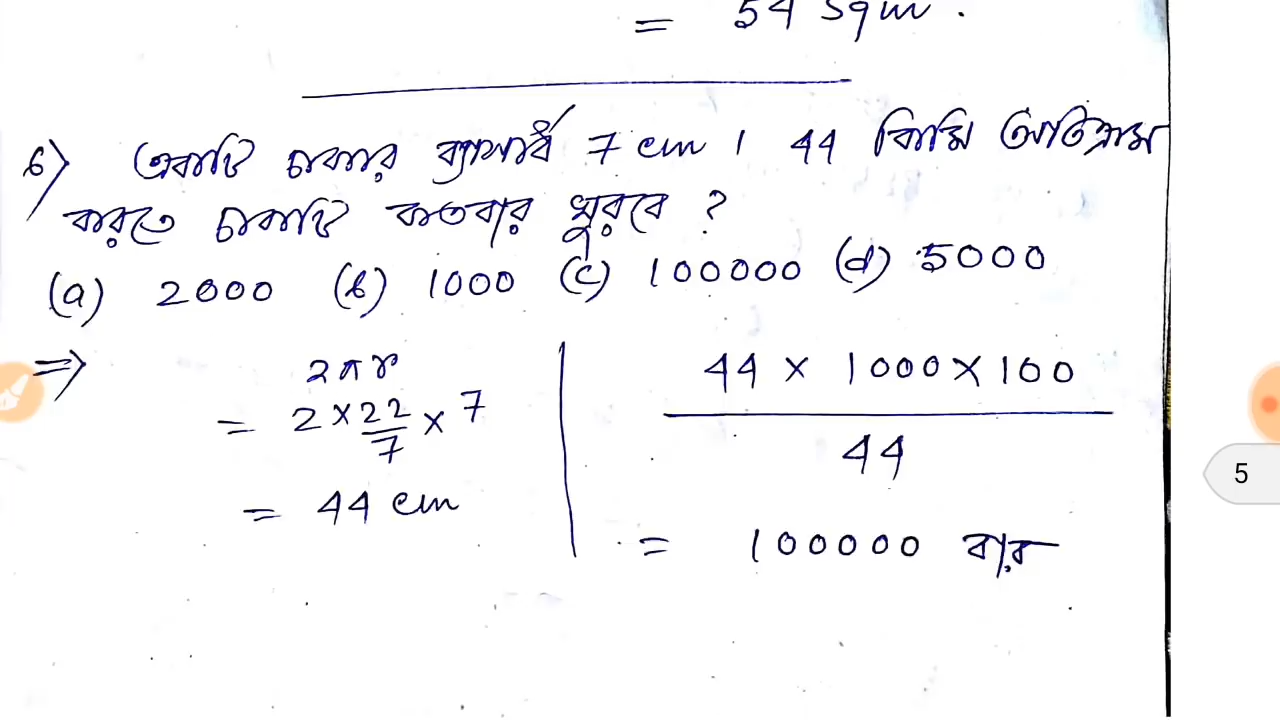 = 54 sqm.
৬) একটি চাকার ব্যাসার্ধ 7 cm । 44 কিমি অতিক্রম
করতে চাকাটি কতবার ঘুরবে ?
(a) 2000 (b) 1000 (c) 100000 (d) 5000
⇒ 2πr
= 2 × 22/7 × 7
= 44 cm
44 × 1000 × 100
44
= 100000 বার
5